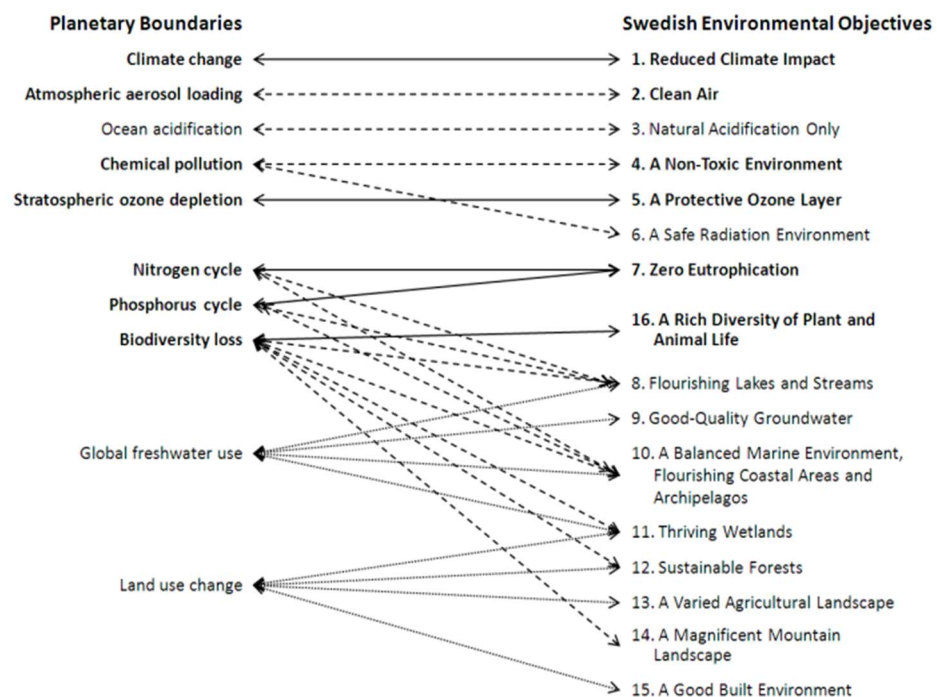 Planetary Boundaries
Swedish Environmental Objectives
Climate change
1. Reduced Climate Impact
Atmospheric aerosol loading
2. Clean Air
Ocean acidification
3. Natural Acidification Only
Chemical pollution
4. A Non-Toxic Environment
Stratospheric ozone depletion
5. A Protective Ozone Layer
6. A Safe Radiation Environment
Nitrogen cycle
7. Zero Eutrophication
Phosphorus cycle
16. A Rich Diversity of Plant and
Animal Life
Biodiversity loss
8. Flourishing Lakes and Streams
9. Good-Quality Groundwater
Global freshwater use
10. A Balanced Marine Environment,
Flourishing Coastal Areas and
Archipelagos
11. Thriving Wetlands
12. Sustainable Forests
Land use change
13. A Varied Agricultural Landscape
14. A Magnificent Mountain
Landscape
15. A Good Built Environment